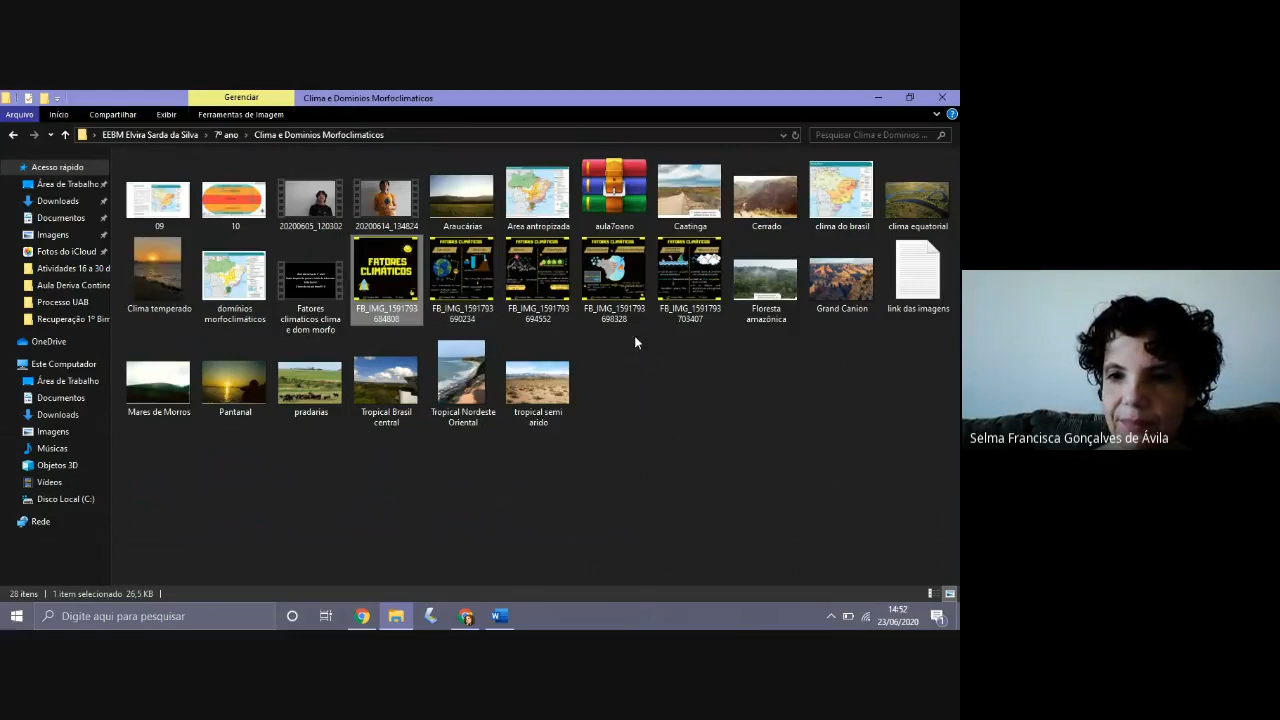 Gerenciar
Clima e Dominios Morfoclimaticos
Arquivo
Início
Compartilhar
Exibir
Ferramentas de Imagem
EEBM Elvira Sarda da Silva > 7º ano > Clima e Dominios Morfoclimaticos
Pesquisar Clima e Dominios ...
Acesso rápido
Área de Trabalho
Downloads
Documentos
Imagens
Fotos do iCloud
Atividades 16 a 30 d
Aula Deriva Contine
Processo UAB
Recuperação 1º Bim
OneDrive
Este Computador
Área de Trabalho
Documentos
Downloads
Imagens
Músicas
Objetos 3D
Vídeos
Disco Local (C:)
Rede
09
10
20200605_120302
20200614_134824
Araucárias
Area antropizada
aula7oano
Caatinga
Cerrado
clima do brasil
clima equatorial
FATORES
CLIMÁTICOS
Clima temperado
domínios
morfoclimáticos
Fatores
climaticos clima
e dom morfo
FB_IMG_1591793
684808
FB_IMG_1591793
690234
FB_IMG_1591793
694552
FB_IMG_1591793
698328
FB_IMG_1591793
703407
Floresta
amazônica
Grand Canion
link das imagens
Mares de Morros
Pantanal
pradarias
Tropical Brasil
central
Tropical Nordeste
Oriental
tropical semi
arido
Selma Francisca Gonçalves de Ávila
28 itens
1 item selecionado 26,5 KB
Digite aqui para pesquisar
14:52
23/06/2020